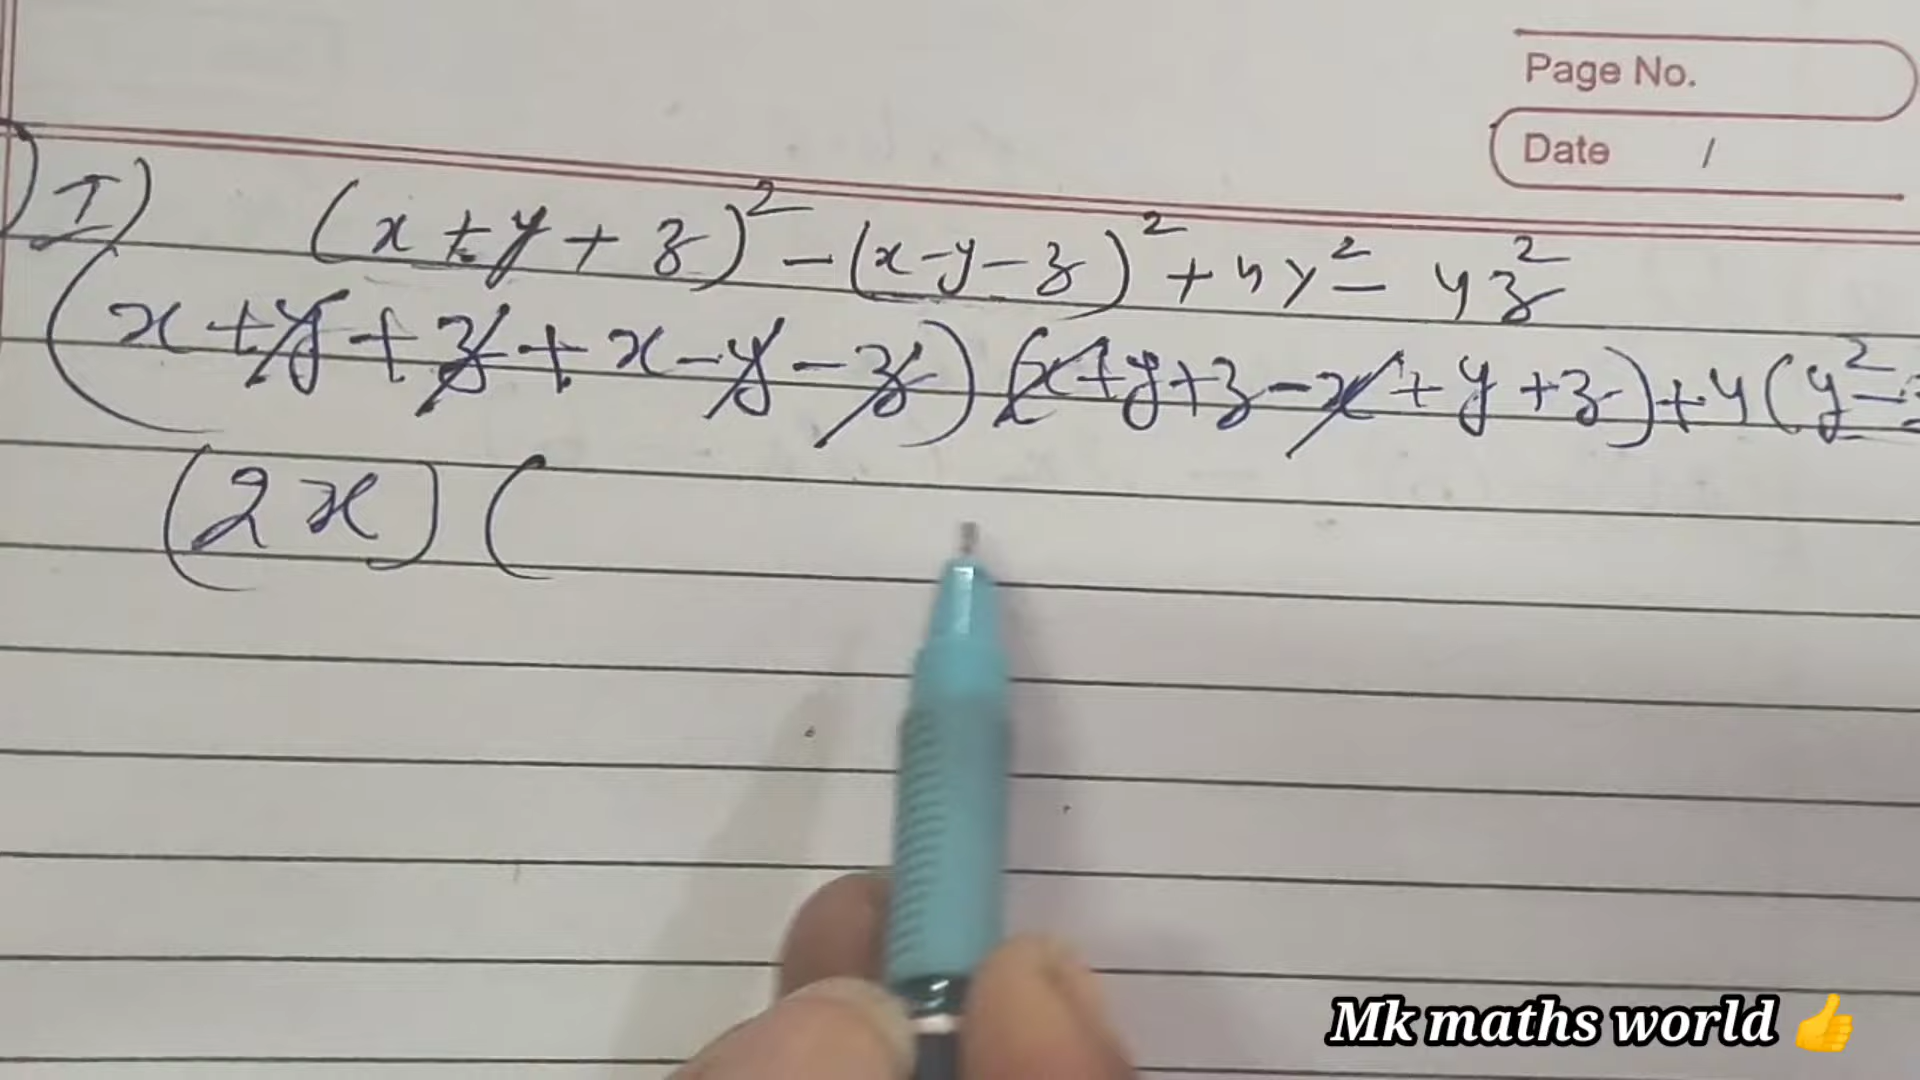 Page No.
Date /
I) (x+y+z)² - (x-y-z)² + 4y² - 4z²
(x+y+z+x-y-z)(x+y+z-x+y+z)+4(y²-
(2x)(
Mk maths world 👍